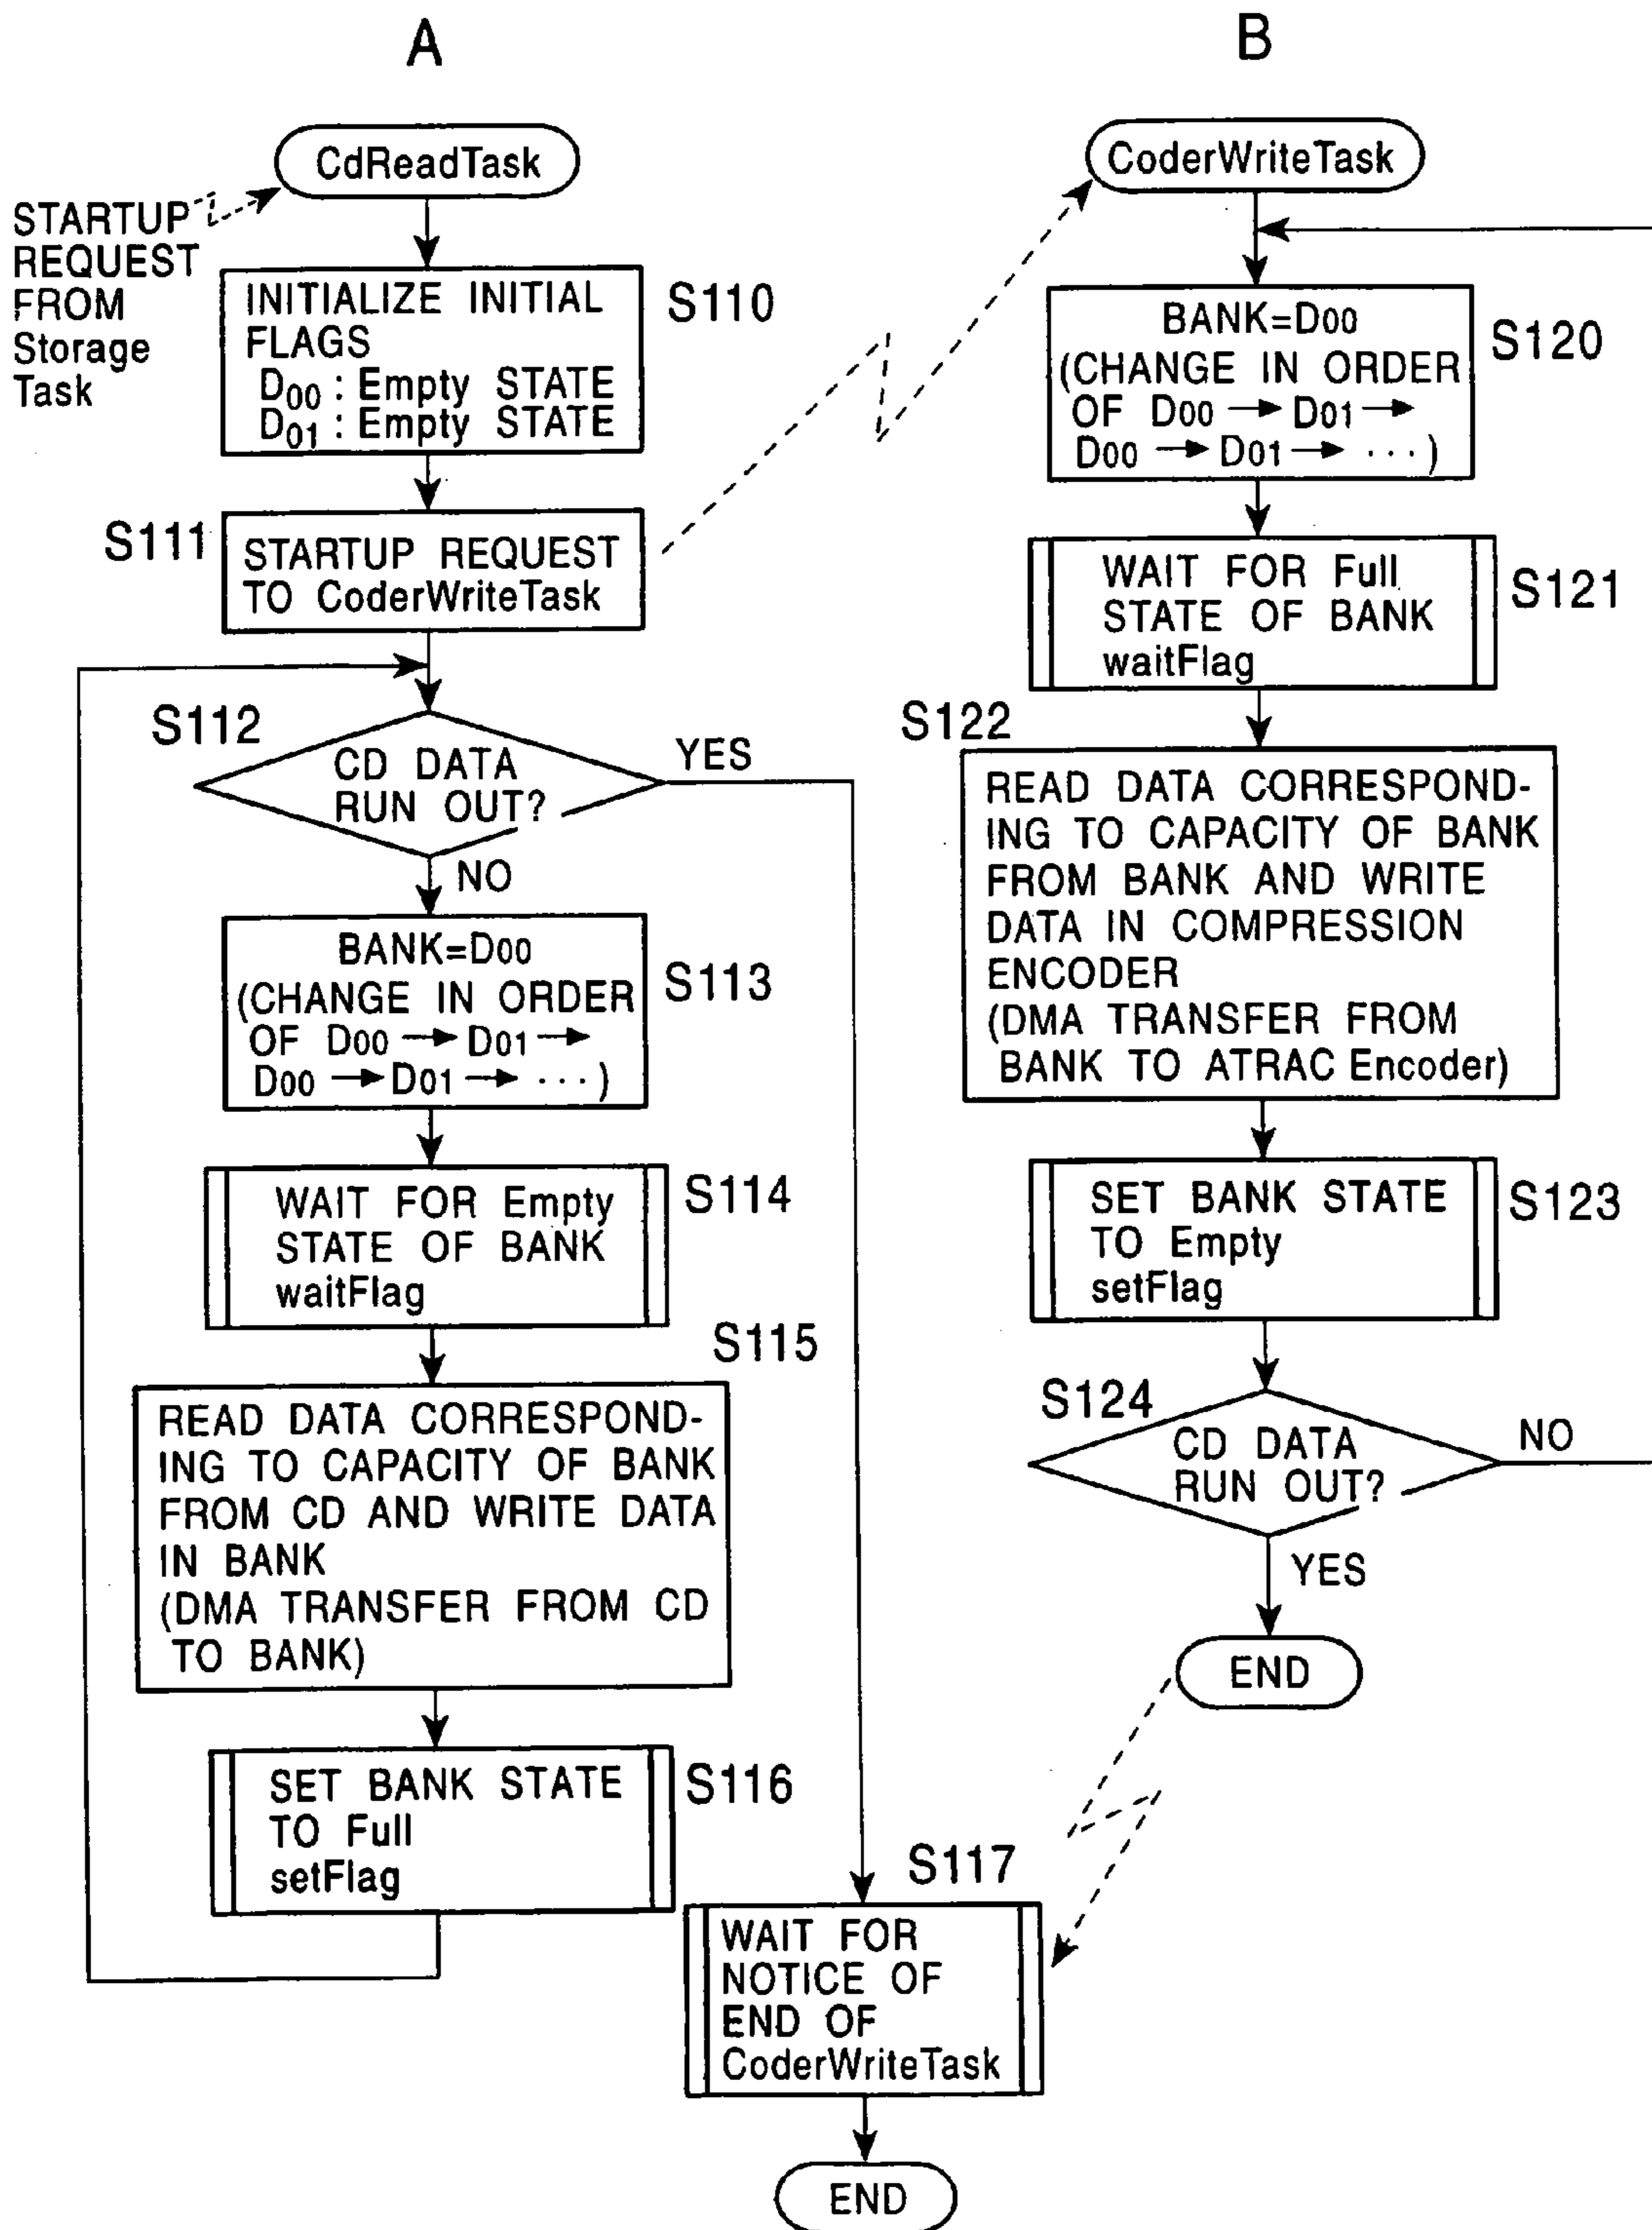 A
CdReadTask
STARTUP
REQUEST
FROM
Storage
Task
INITIALIZE INITIAL
FLAGS
D00 : Empty STATE
D01 : Empty STATE
S110
S111
STARTUP REQUEST
TO CoderWriteTask
S112
CD DATA
RUN OUT?
YES
NO
BANK=D00
(CHANGE IN ORDER
OF D00 → D01 →
D00 → D01 → ···)
S113
WAIT FOR Empty
STATE OF BANK
waitFlag
S114
S115
READ DATA CORRESPOND-
ING TO CAPACITY OF BANK
FROM CD AND WRITE DATA
IN BANK
(DMA TRANSFER FROM CD
TO BANK)
SET BANK STATE
TO Full
setFlag
S116
S117
WAIT FOR
NOTICE OF
END OF
CoderWriteTask
END
B
CoderWriteTask
BANK=D00
(CHANGE IN ORDER
OF D00 → D01 →
D00 → D01 → ···)
S120
WAIT FOR Full
STATE OF BANK
waitFlag
S121
S122
READ DATA CORRESPOND-
ING TO CAPACITY OF BANK
FROM BANK AND WRITE
DATA IN COMPRESSION
ENCODER
(DMA TRANSFER FROM
BANK TO ATRAC Encoder)
SET BANK STATE
TO Empty
setFlag
S123
S124
CD DATA
RUN OUT?
NO
YES
END